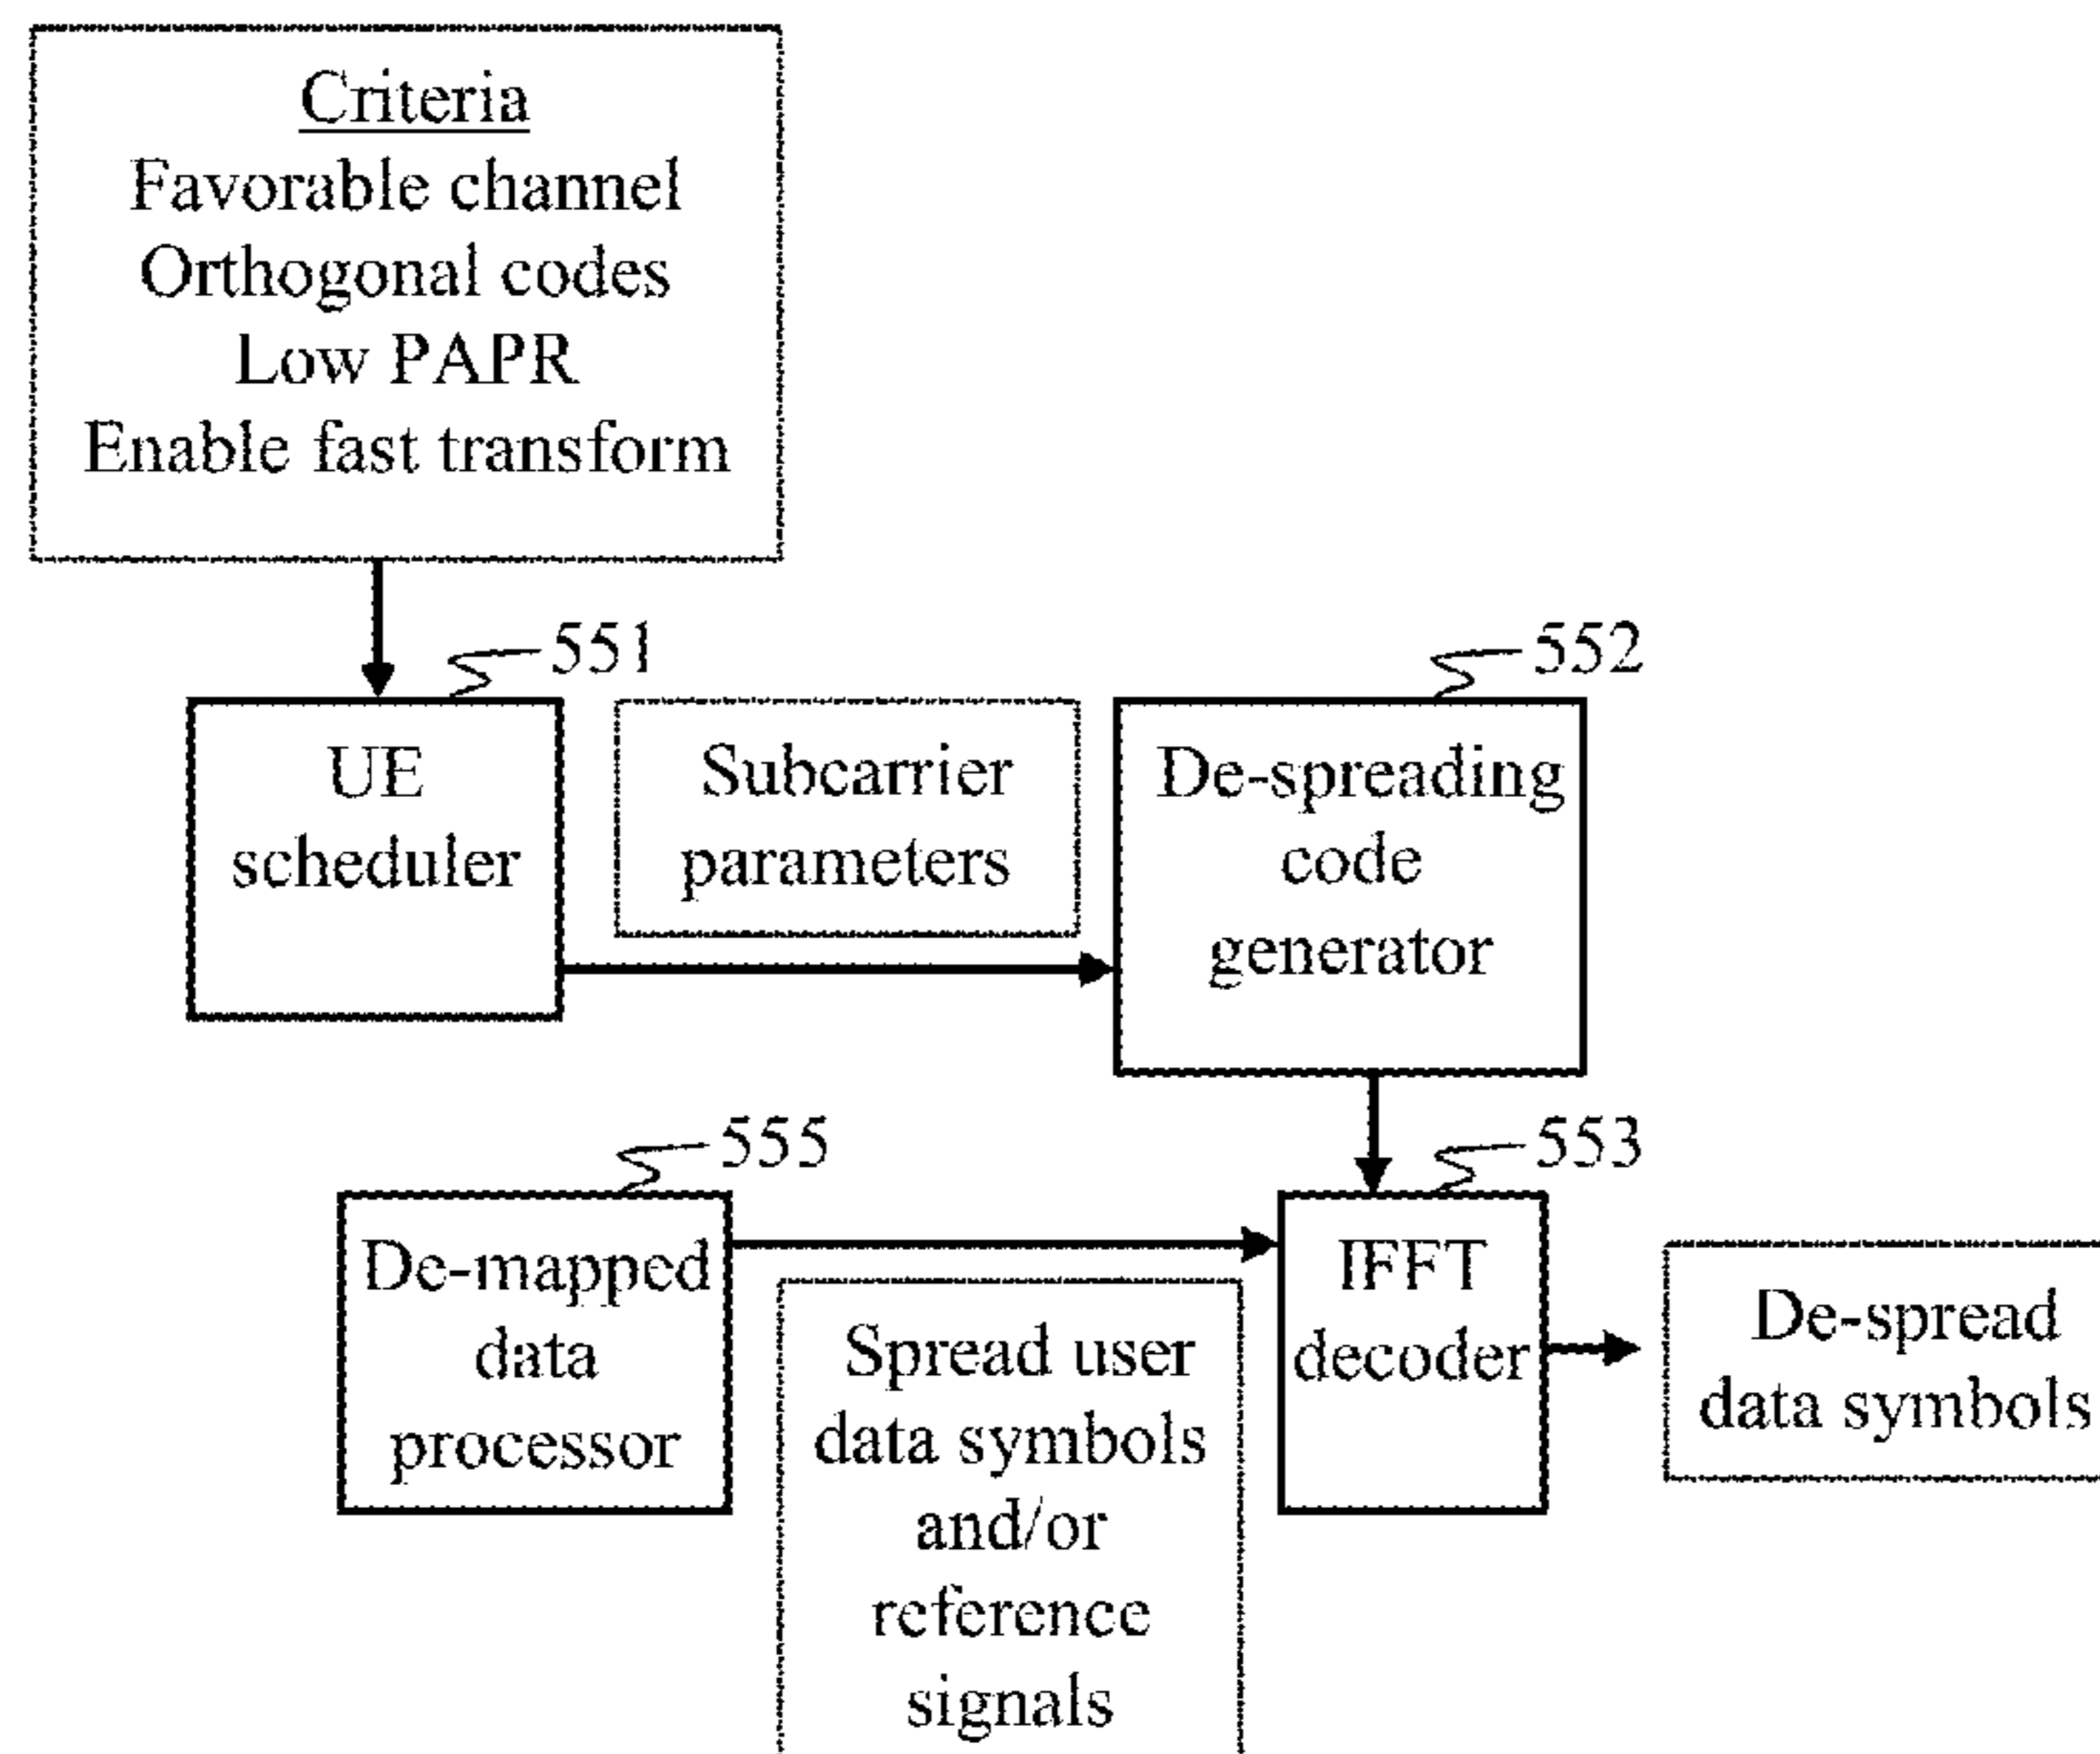 Criteria
Favorable channel
Orthogonal codes
Low PAPR
Enable fast transform
551
552
UE
scheduler
Subcarrier
parameters
De-spreading
code
generator
555
553
De-mapped
data
processor
Spread user
data symbols
and/or
reference
signals
IFFT
decoder
De-spread
data symbols